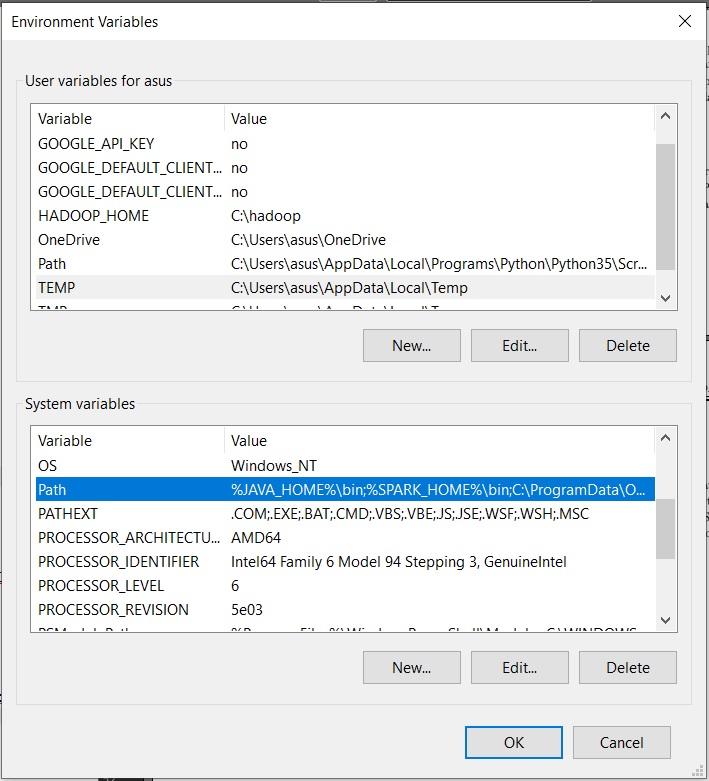 Environment Variables
User variables for asus
Variable Value
GOOGLE_API_KEY no
GOOGLE_DEFAULT_CLIENT... no
GOOGLE_DEFAULT_CLIENT... no
HADOOP_HOME C:\hadoop
OneDrive C:\Users\asus\OneDrive
Path C:\Users\asus\AppData\Local\Programs\Python\Python35\Scr...
TEMP C:\Users\asus\AppData\Local\Temp
New... Edit... Delete
System variables
Variable Value
OS Windows_NT
Path %JAVA_HOME%\bin;%SPARK_HOME%\bin;C:\ProgramData\O...
PATHEXT .COM;.EXE;.BAT;.CMD;.VBS;.VBE;.JS;.JSE;.WSF;.WSH;.MSC
PROCESSOR_ARCHITECTU... AMD64
PROCESSOR_IDENTIFIER Intel64 Family 6 Model 94 Stepping 3, GenuineIntel
PROCESSOR_LEVEL 6
PROCESSOR_REVISION 5e03
New... Edit... Delete
OK Cancel